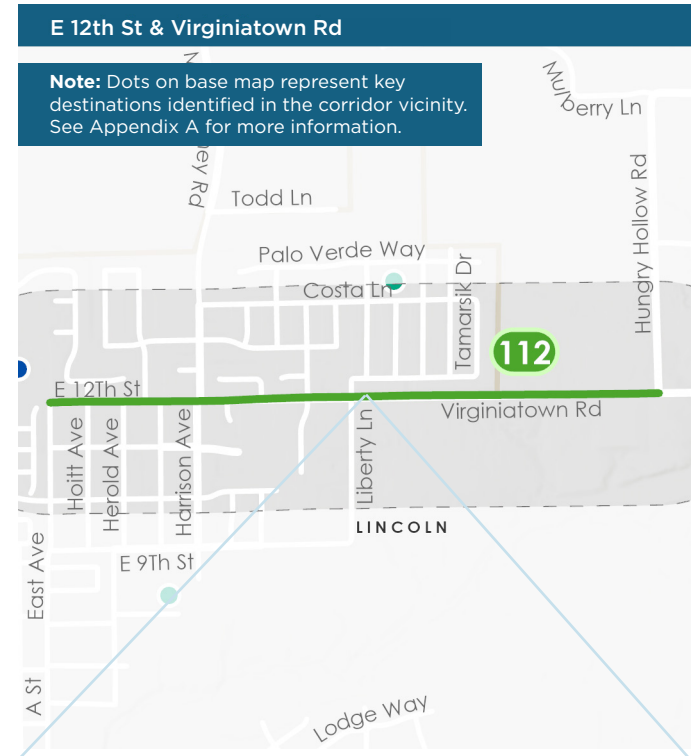 E 12th St & Virginiatown Rd
Note: Dots on base map represent key
destinations identified in the corridor vicinity.
See Appendix A for more information.
Mulberry Ln
Todd Ln
Hungry Hollow Rd
Palo Verde Way
Costa Ln
Tamarsik Dr
112
E 12Th St
Virginiatown Rd
Hoitt Ave
Herold Ave
Harrison Ave
Liberty Ln
LINCOLN
East Ave
E 9Th St
A St
Lodge Way